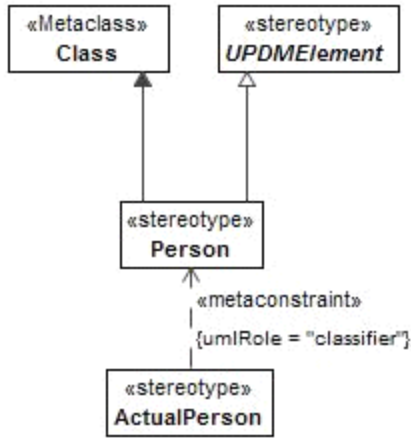 «Metaclass»
Class
«stereotype»
UPDMElement
«stereotype»
Person
«metaconstraint»
{umlRole = "classifier"}
«stereotype»
ActualPerson